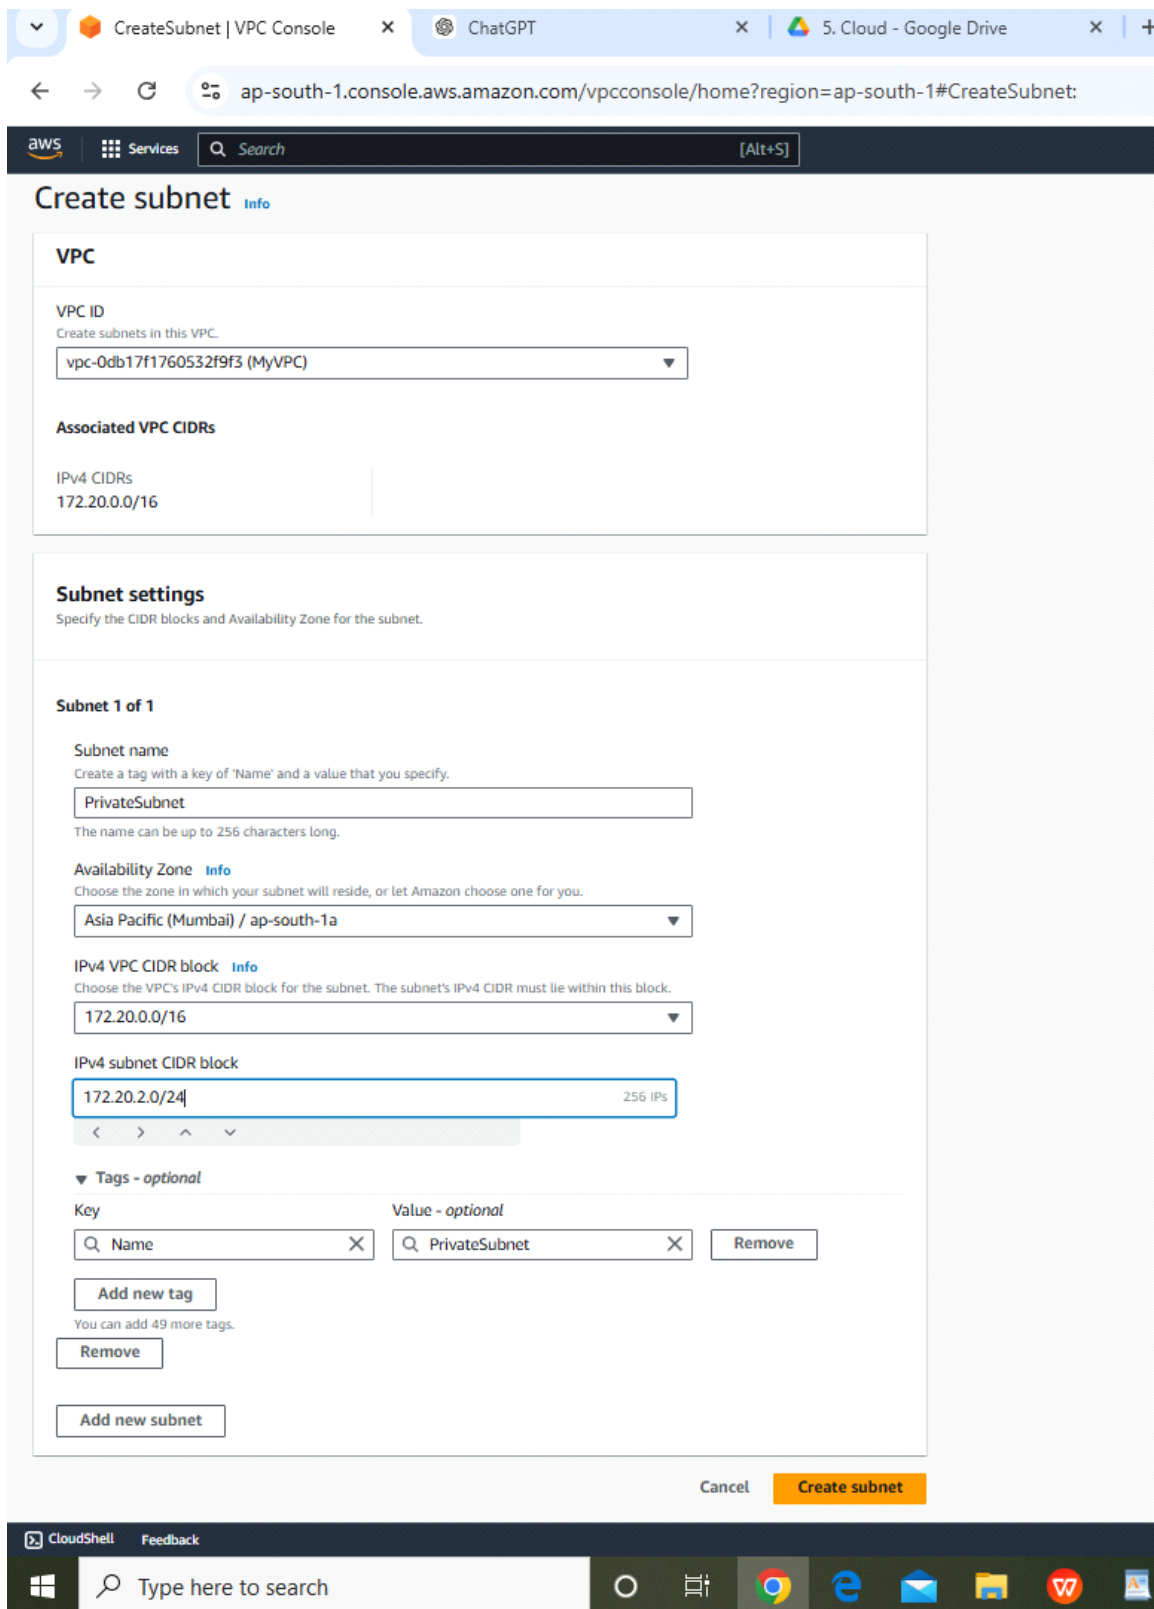 CreateSubnet | VPC Console
ChatGPT
5. Cloud - Google Drive
ap-south-1.console.aws.amazon.com/vpcconsole/home?region=ap-south-1#CreateSubnet:
aws
Services
Search
[Alt+S]
Create subnet Info
VPC
VPC ID
Create subnets in this VPC.
vpc-0db17f1760532f9f3 (MyVPC)
Associated VPC CIDRs
IPv4 CIDRs
172.20.0.0/16
Subnet settings
Specify the CIDR blocks and Availability Zone for the subnet.
Subnet 1 of 1
Subnet name
Create a tag with a key of 'Name' and a value that you specify.
PrivateSubnet
The name can be up to 256 characters long.
Availability Zone Info
Choose the zone in which your subnet will reside, or let Amazon choose one for you.
Asia Pacific (Mumbai) / ap-south-1a
IPv4 VPC CIDR block Info
Choose the VPC's IPv4 CIDR block for the subnet. The subnet's IPv4 CIDR must lie within this block.
172.20.0.0/16
IPv4 subnet CIDR block
172.20.2.0/24 256 IPs
Tags - optional
Key Value - optional
Name PrivateSubnet Remove
Add new tag
You can add 49 more tags.
Remove
Add new subnet
Cancel Create subnet
CloudShell Feedback
Type here to search